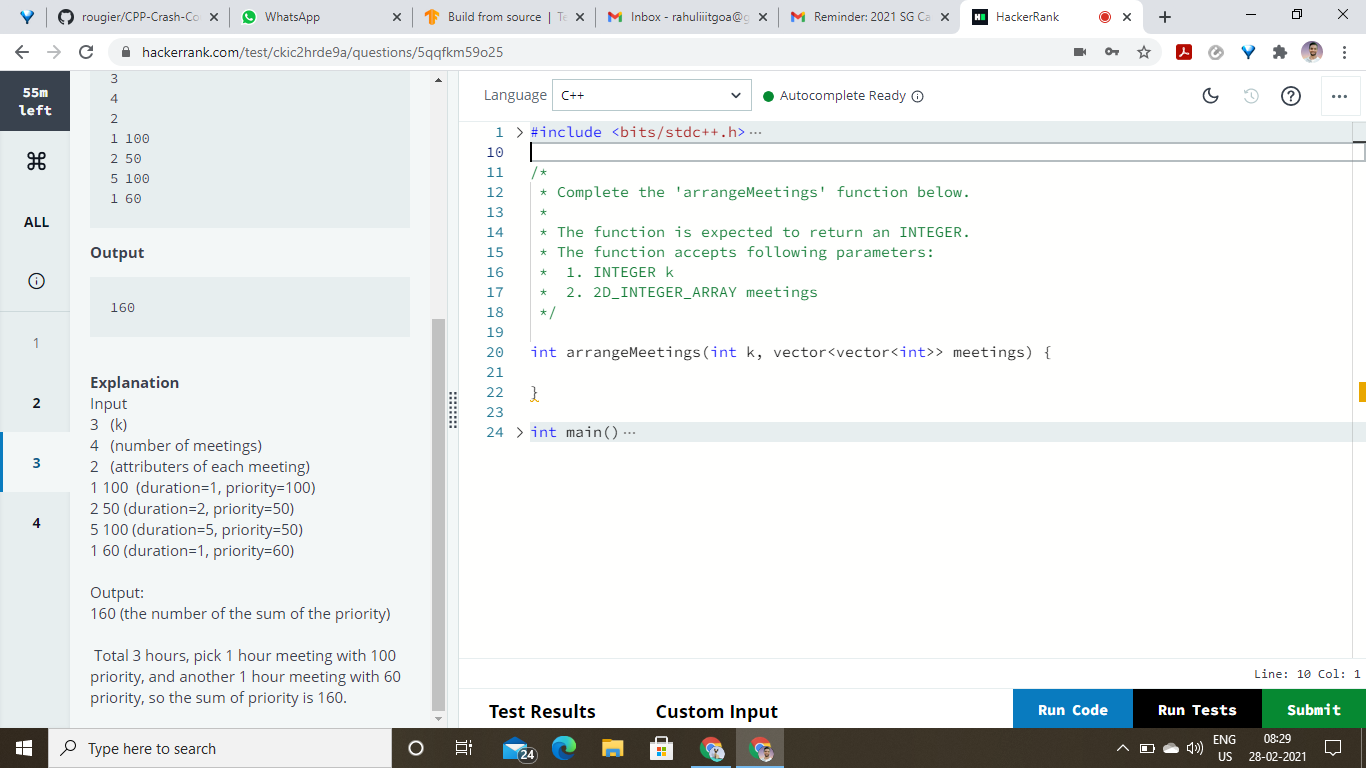 rougier/CPP-Crash-Co
WhatsApp
Build from source | Te
Inbox - rahuliiitgoa@g
Reminder: 2021 SG Ca
HackerRank
hackerrank.com/test/ckic2hrde9a/questions/5qqfkm59o25
55m
left
ALL
1
2
3
4
3
4
2
1 100
2 50
5 100
1 60
Output
160
Explanation
Input
3 (k)
4 (number of meetings)
2 (attributers of each meeting)
1 100 (duration=1, priority=100)
2 50 (duration=2, priority=50)
5 100 (duration=5, priority=50)
1 60 (duration=1, priority=60)
Output:
160 (the number of the sum of the priority)
Total 3 hours, pick 1 hour meeting with 100
priority, and another 1 hour meeting with 60
priority, so the sum of priority is 160.
Language C++ Autocomplete Ready
1 > #include <bits/stdc++.h> ···
10
11 /*
12 * Complete the 'arrangeMeetings' function below.
13 *
14 * The function is expected to return an INTEGER.
15 * The function accepts following parameters:
16 * 1. INTEGER k
17 * 2. 2D_INTEGER_ARRAY meetings
18 */
19
20 int arrangeMeetings(int k, vector<vector<int>> meetings) {
21
22 }
23
24 > int main() ···
Line: 10 Col: 1
Test Results Custom Input Run Code Run Tests Submit
Type here to search
24
ENG
US
08:29
28-02-2021